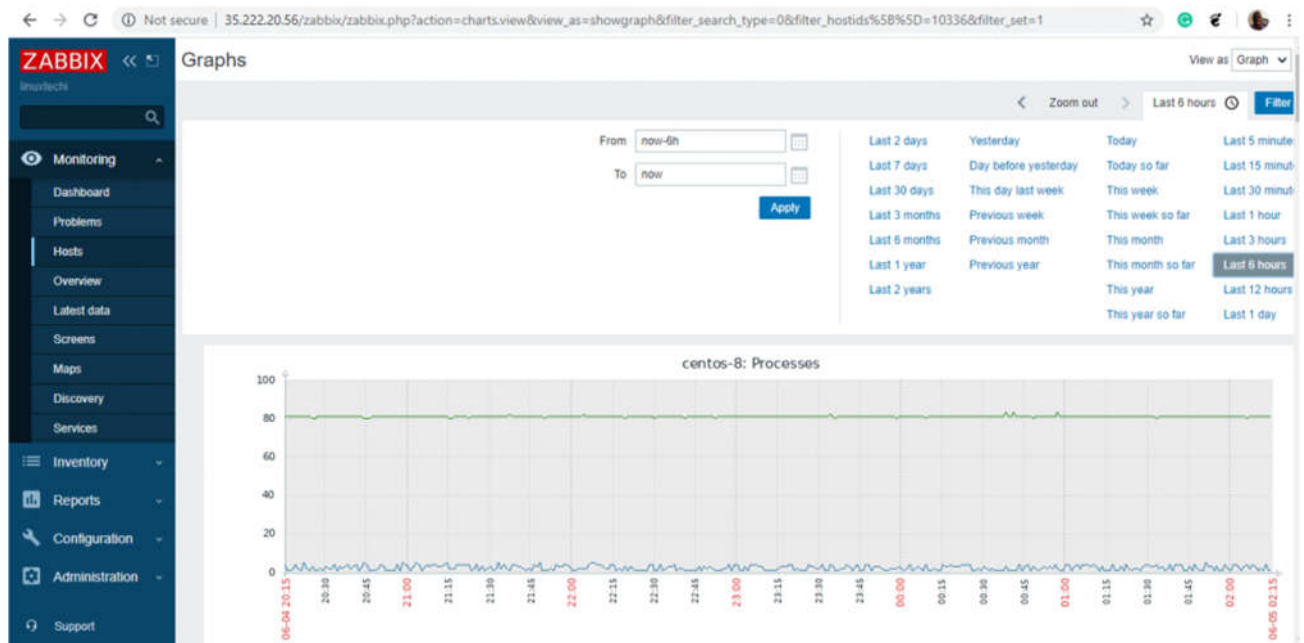 Not secure | 35.222.20.56/zabbix/zabbix.php?action=charts.view&view_as=showgraph&filter_search_type=0&filter_hostids%5B%5D=10336&filter_set=1
ZABBIX
linuxtechi
Graphs
View as Graph
Zoom out
Last 6 hours
Filter
Monitoring
Dashboard
Problems
Hosts
Overview
Latest data
Screens
Maps
Discovery
Services
Inventory
Reports
Configuration
Administration
Support
From now-6h
To now
Apply
Last 2 days Yesterday Today Last 5 minute
Last 7 days Day before yesterday Today so far Last 15 minut
Last 30 days This day last week This week Last 30 minut
Last 3 months Previous week This week so far Last 1 hour
Last 6 months Previous month This month Last 3 hours
Last 1 year Previous year This month so far Last 6 hours
Last 2 years This year Last 12 hours
This year so far Last 1 day
centos-8: Processes
100
80
60
40
20
0
06-04 20:15 20:30 20:45 21:00 21:15 21:30 21:45 22:00 22:15 22:30 22:45 23:00 23:15 23:30 23:45 00:00 00:15 00:30 00:45 01:00 01:15 01:30 01:45 02:00 06-05 02:15